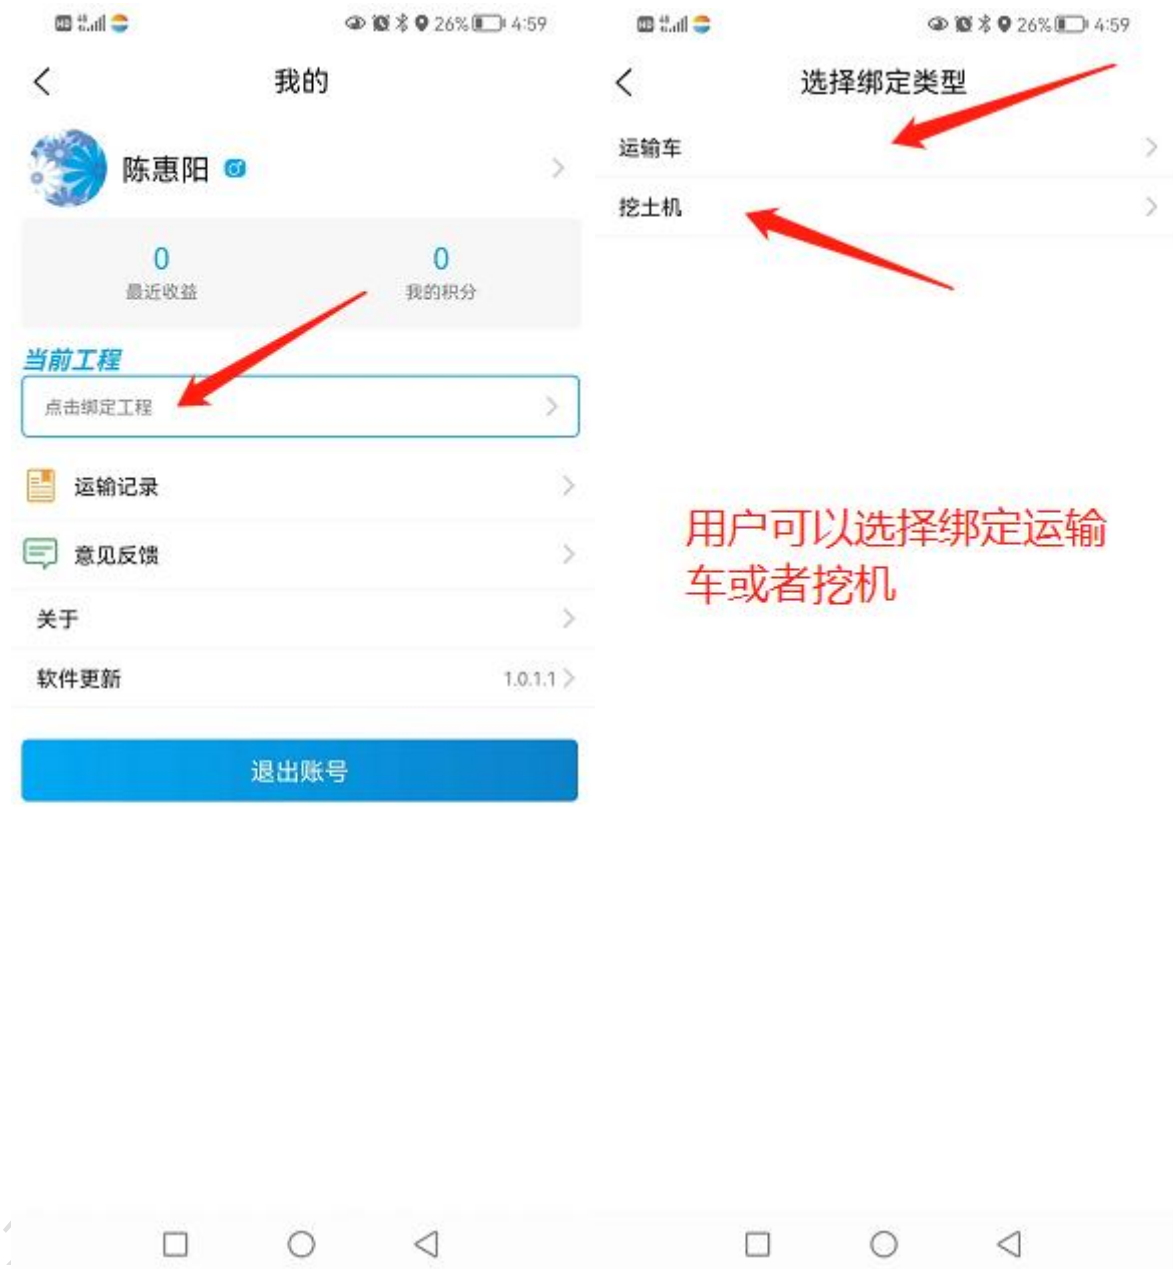 26% 4:59
我的
陈惠阳
0
0
最近收益
我的积分
当前工程
点击绑定工程
运输记录
意见反馈
关于
软件更新
1.0.1.1
退出账号
26% 4:59
选择绑定类型
运输车
挖土机
用户可以选择绑定运输
车或者挖机